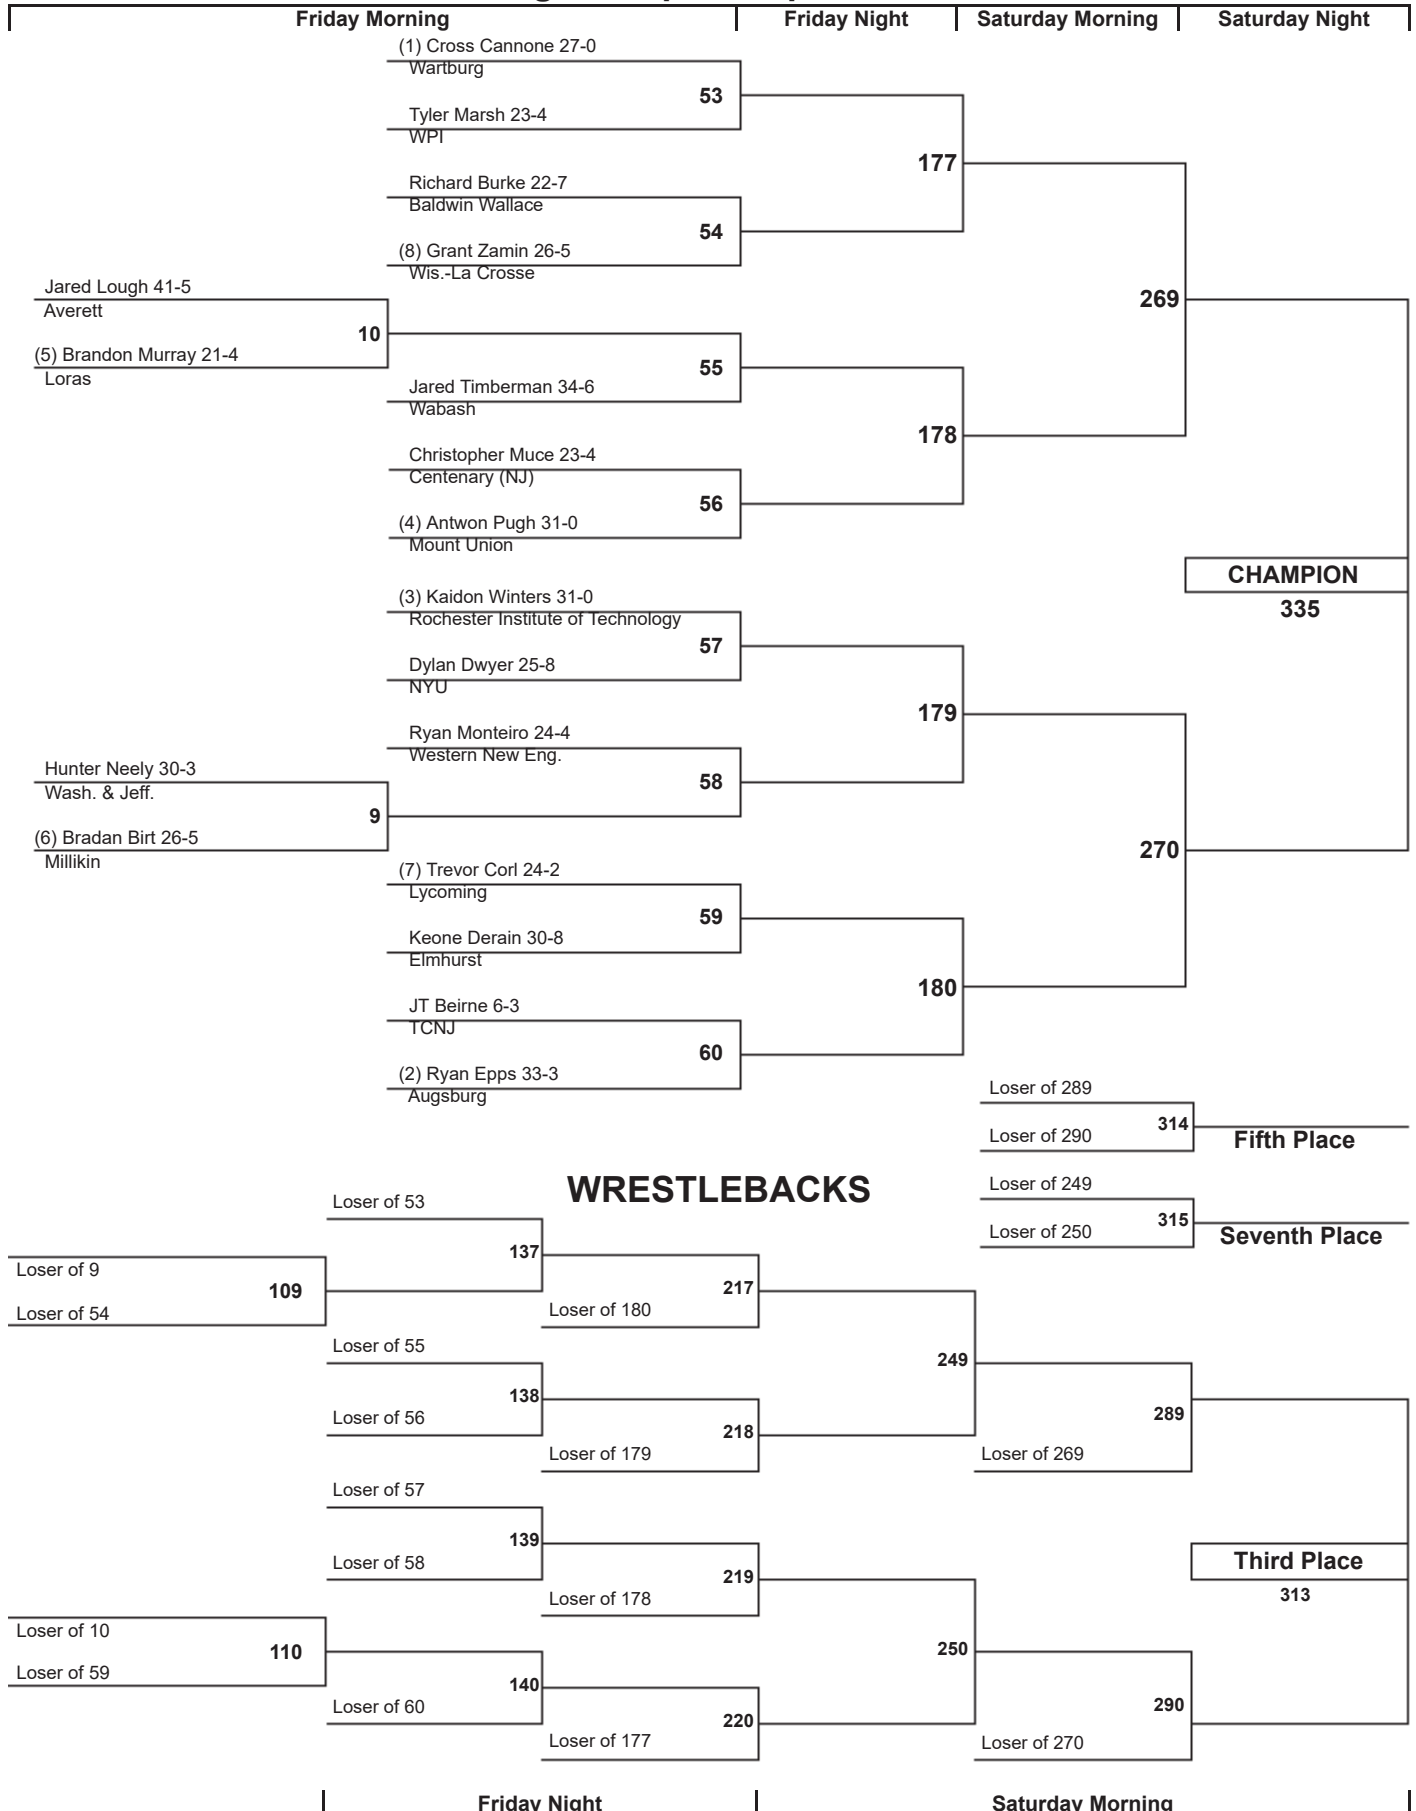 Friday Morning
Friday Night
Saturday Morning
Saturday Night
(1) Cross Cannone 27-0
Wartburg
53
Tyler Marsh 23-4
WPI
177
Richard Burke 22-7
Baldwin Wallace
54
(8) Grant Zamin 26-5
Wis.-La Crosse
Jared Lough 41-5
Averett
269
10
(5) Brandon Murray 21-4
Loras
55
Jared Timberman 34-6
Wabash
178
Christopher Muce 23-4
Centenary (NJ)
56
(4) Antwon Pugh 31-0
Mount Union
CHAMPION
335
(3) Kaidon Winters 31-0
Rochester Institute of Technology
57
Dylan Dwyer 25-8
NYU
179
Ryan Monteiro 24-4
Western New Eng.
Hunter Neely 30-3
Wash. & Jeff.
58
9
(6) Bradan Birt 26-5
Millikin
270
(7) Trevor Corl 24-2
Lycoming
59
Keone Derain 30-8
Elmhurst
180
JT Beirne 6-3
TCNJ
60
(2) Ryan Epps 33-3
Augsburg
Loser of 289
314
Loser of 290
Fifth Place
WRESTLEBACKS
Loser of 249
315
Loser of 250
Seventh Place
Loser of 53
137
Loser of 9
109
Loser of 54
217
Loser of 180
Loser of 55
249
138
Loser of 56
218
Loser of 179
289
Loser of 269
Loser of 57
139
Loser of 58
219
Loser of 178
Third Place
313
Loser of 10
110
Loser of 59
250
140
Loser of 60
220
Loser of 177
290
Loser of 270
Friday Night
Saturday Morning